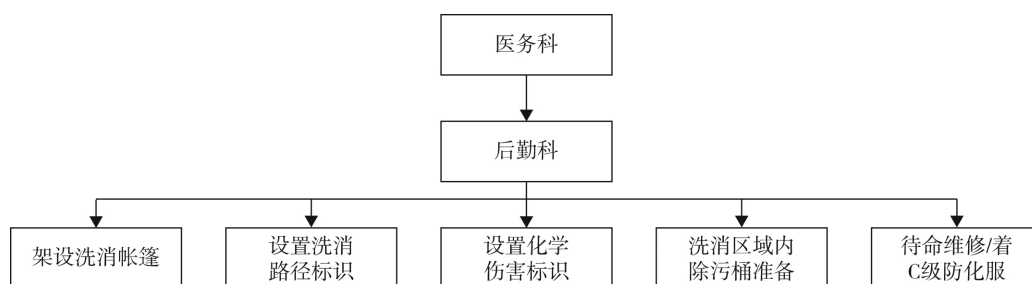 医务科
后勤科
架设洗消帐篷
设置洗消
路径标识
设置化学
伤害标识
洗消区域内
除污桶准备
待命维修/着
C级防化服